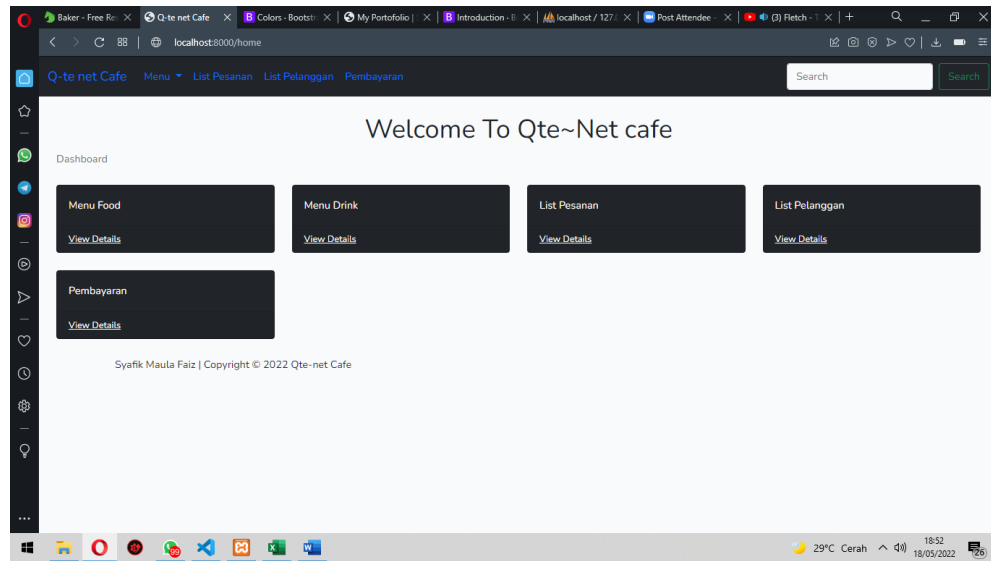 Baker - Free Re
Q-te net Cafe
Colors - Bootstr
My Portofolio |
Introduction - B
localhost / 127.
Post Attendee -
(3) Fletch - T
localhost:8000/home
Q-te net Cafe Menu List Pesanan List Pelanggan Pembayaran Search Search
Welcome To Qte~Net cafe
Dashboard
Menu Food
View Details
Menu Drink
View Details
List Pesanan
View Details
List Pelanggan
View Details
Pembayaran
View Details
Syafik Maula Faiz | Copyright © 2022 Qte-net Cafe
99
29°C Cerah
18:52
18/05/2022
26